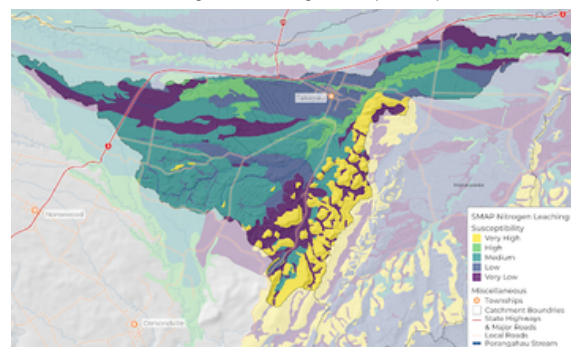 Takapau
Norsewood
Ormondville
SMAP Nitrogen Leaching
Susceptibility
Very High
High
Medium
Low
Very Low
Miscellaneous
Townships
Catchment Boundries
State Highways
& Major Roads
Local Roads
Porangahau Stream